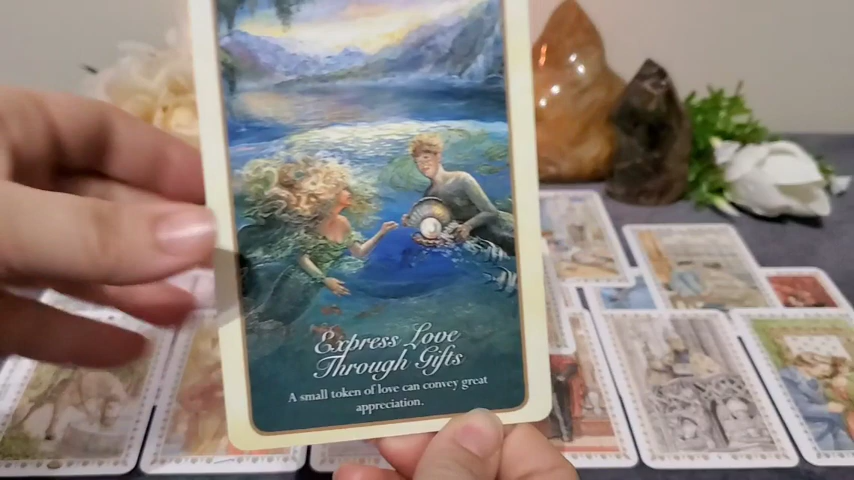 Express Love
Through Gifts
A small token of love can convey great
appreciation.